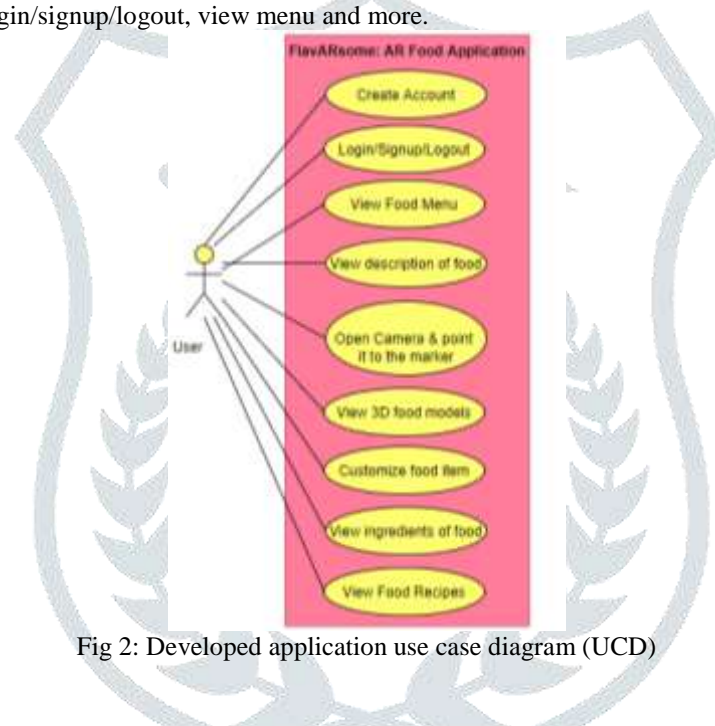 gin/signup/logout, view menu and more.
FlavARsome: AR Food Application
Create Account
Login/Signup/Logout
View Food Menu
View description of food
Open Camera & point
it to the marker
User
View 3D food models
Customize food item
View ingredients of food
View Food Recipes
Fig 2: Developed application use case diagram (UCD)